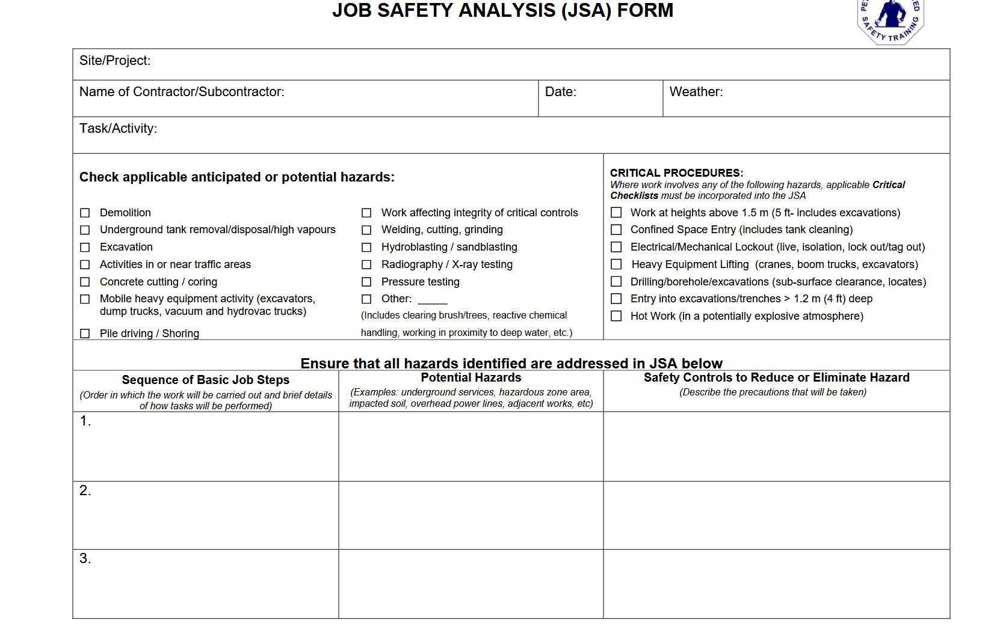 JOB SAFETY ANALYSIS (JSA) FORM
SAFETY TRAINING
Site/Project:
Name of Contractor/Subcontractor:
Date:
Weather:
Task/Activity:
Check applicable anticipated or potential hazards:
Demolition
Underground tank removal/disposal/high vapours
Excavation
Activities in or near traffic areas
Concrete cutting / coring
Mobile heavy equipment activity (excavators,
dump trucks, vacuum and hydrovac trucks)
Pile driving / Shoring
Work affecting integrity of critical controls
Welding, cutting, grinding
Hydroblasting / sandblasting
Radiography / X-ray testing
Pressure testing
Other: _____
(Includes clearing brush/trees, reactive chemical
handling, working in proximity to deep water, etc.)
CRITICAL PROCEDURES:
Where work involves any of the following hazards, applicable Critical
Checklists must be incorporated into the JSA
Work at heights above 1.5 m (5 ft- includes excavations)
Confined Space Entry (includes tank cleaning)
Electrical/Mechanical Lockout (live, isolation, lock out/tag out)
Heavy Equipment Lifting (cranes, boom trucks, excavators)
Drilling/borehole/excavations (sub-surface clearance, locates)
Entry into excavations/trenches > 1.2 m (4 ft) deep
Hot Work (in a potentially explosive atmosphere)
Ensure that all hazards identified are addressed in JSA below
Sequence of Basic Job Steps
(Order in which the work will be carried out and brief details
of how tasks will be performed)
Potential Hazards
(Examples: underground services, hazardous zone area,
impacted soil, overhead power lines, adjacent works, etc)
Safety Controls to Reduce or Eliminate Hazard
(Describe the precautions that will be taken)
1.
2.
3.